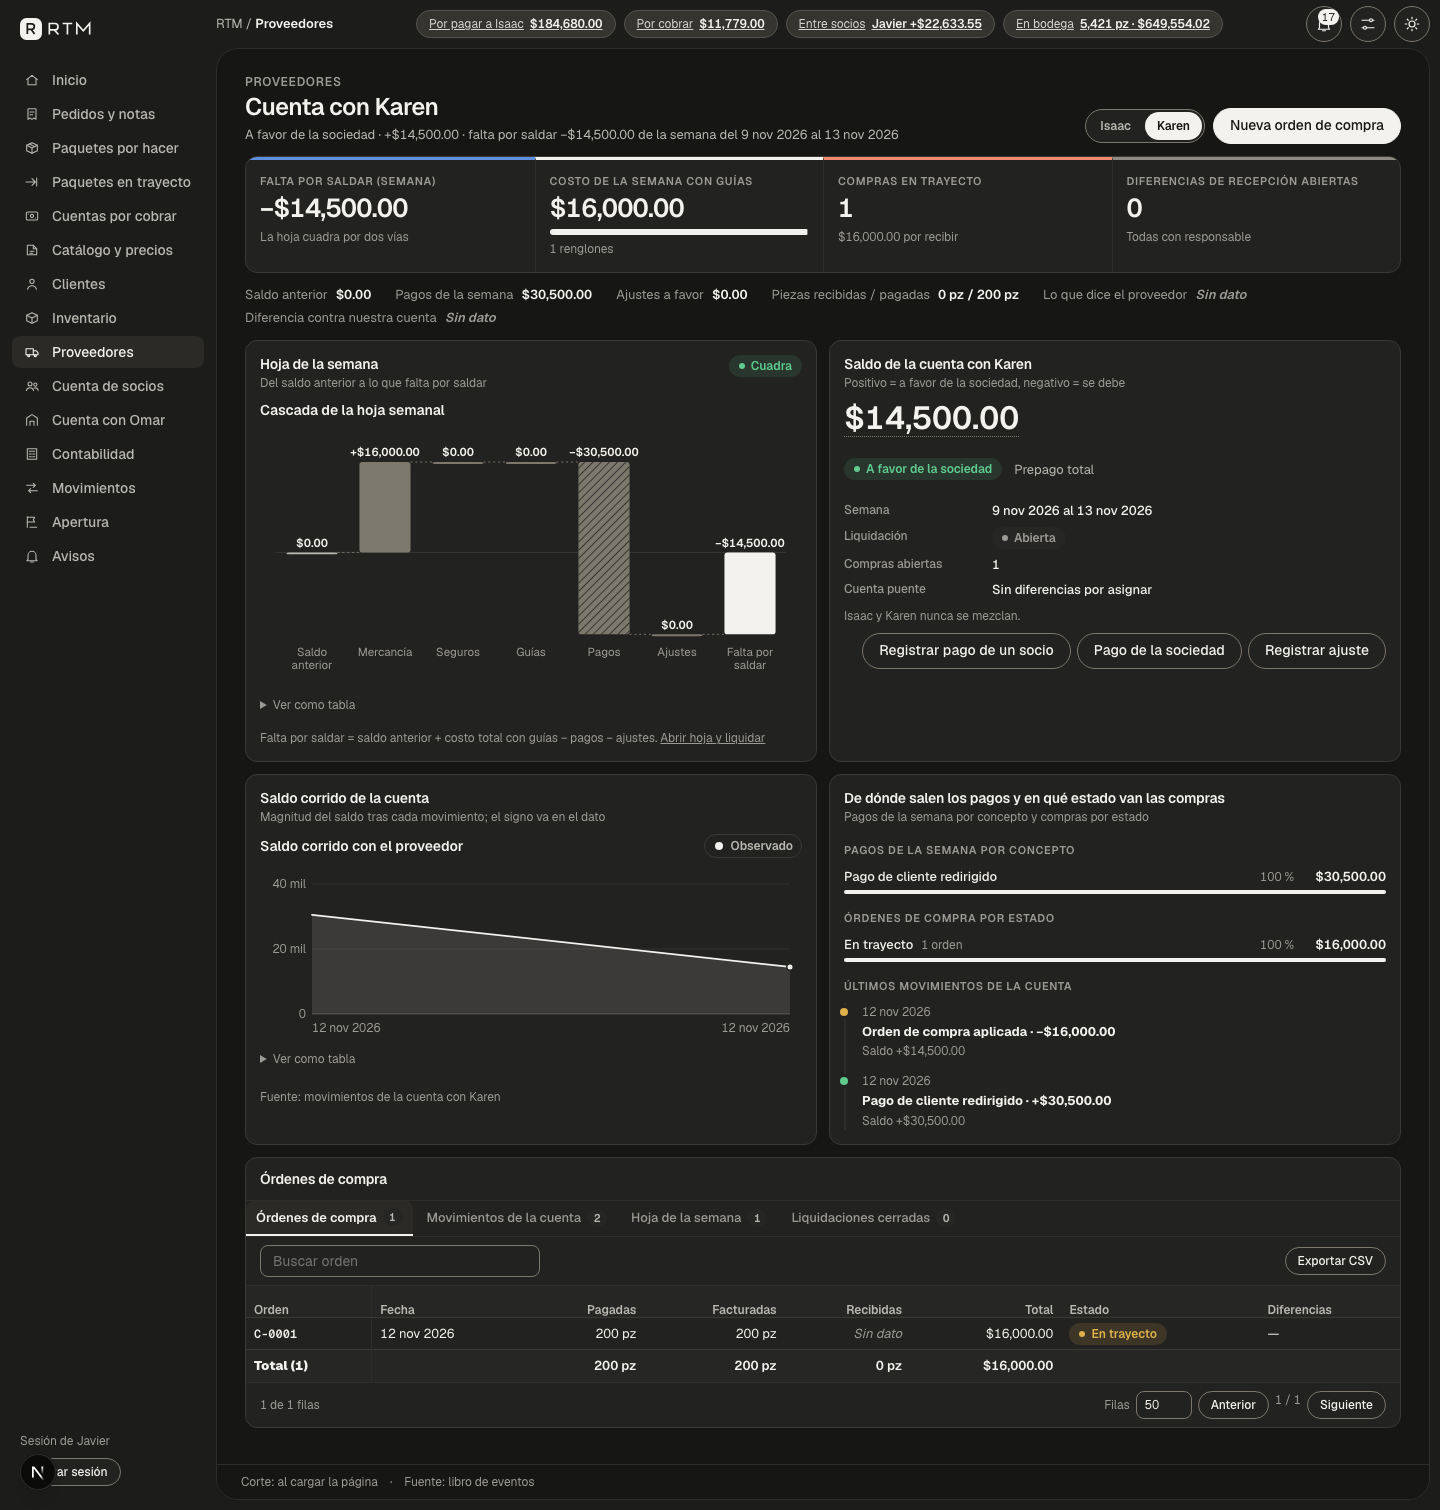 R RTM
RTM / Proveedores
Por pagar a Isaac $184,680.00
Por cobrar $11,779.00
Entre socios Javier +$22,633.55
En bodega 5,421 pz · $649,554.02
17
Inicio
Pedidos y notas
Paquetes por hacer
Paquetes en trayecto
Cuentas por cobrar
Catálogo y precios
Clientes
Inventario
Proveedores
Cuenta de socios
Cuenta con Omar
Contabilidad
Movimientos
Apertura
Avisos
Sesión de Javier
N
ar sesión
PROVEEDORES
Cuenta con Karen
A favor de la sociedad · +$14,500.00 · falta por saldar −$14,500.00 de la semana del 9 nov 2026 al 13 nov 2026
Isaac Karen
Nueva orden de compra
FALTA POR SALDAR (SEMANA)
−$14,500.00
La hoja cuadra por dos vías
COSTO DE LA SEMANA CON GUÍAS
$16,000.00
1 renglones
COMPRAS EN TRAYECTO
1
$16,000.00 por recibir
DIFERENCIAS DE RECEPCIÓN ABIERTAS
0
Todas con responsable
Saldo anterior $0.00 Pagos de la semana $30,500.00 Ajustes a favor $0.00 Piezas recibidas / pagadas 0 pz / 200 pz Lo que dice el proveedor Sin dato
Diferencia contra nuestra cuenta Sin dato
Hoja de la semana
Cuadra
Del saldo anterior a lo que falta por saldar
Cascada de la hoja semanal
+$16,000.00 $0.00 $0.00 −$30,500.00
$0.00 −$14,500.00
$0.00
Saldo anterior
Mercancía
Seguros
Guías
Pagos
Ajustes
Falta por saldar
Ver como tabla
Falta por saldar = saldo anterior + costo total con guías − pagos − ajustes. Abrir hoja y liquidar
Saldo de la cuenta con Karen
Positivo = a favor de la sociedad, negativo = se debe
$14,500.00
A favor de la sociedad Prepago total
Semana 9 nov 2026 al 13 nov 2026
Liquidación Abierta
Compras abiertas 1
Cuenta puente Sin diferencias por asignar
Isaac y Karen nunca se mezclan.
Registrar pago de un socio
Pago de la sociedad
Registrar ajuste
Saldo corrido de la cuenta
Magnitud del saldo tras cada movimiento; el signo va en el dato
Saldo corrido con el proveedor
Observado
40 mil
20 mil
0
12 nov 2026 12 nov 2026
Ver como tabla
Fuente: movimientos de la cuenta con Karen
De dónde salen los pagos y en qué estado van las compras
Pagos de la semana por concepto y compras por estado
PAGOS DE LA SEMANA POR CONCEPTO
Pago de cliente redirigido 100 % $30,500.00
ÓRDENES DE COMPRA POR ESTADO
En trayecto 1 orden 100 % $16,000.00
ÚLTIMOS MOVIMIENTOS DE LA CUENTA
12 nov 2026
Orden de compra aplicada · −$16,000.00
Saldo +$14,500.00
12 nov 2026
Pago de cliente redirigido · +$30,500.00
Saldo +$30,500.00
Órdenes de compra
Órdenes de compra 1 Movimientos de la cuenta 2 Hoja de la semana 1 Liquidaciones cerradas 0
Buscar orden
Exportar CSV
Orden Fecha Pagadas Facturadas Recibidas Total Estado Diferencias
C-0001 12 nov 2026 200 pz 200 pz Sin dato $16,000.00 En trayecto —
Total (1) 200 pz 200 pz 0 pz $16,000.00
1 de 1 filas
Filas 50 Anterior 1 / 1 Siguiente
Corte: al cargar la página · Fuente: libro de eventos